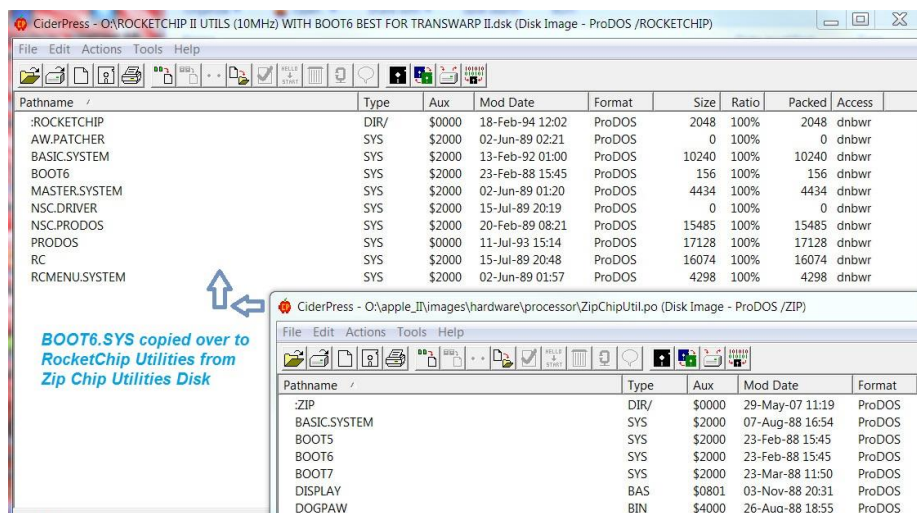 CiderPress - O:\ROCKETCHIP II UTILS (10MHz) WITH BOOT6 BEST FOR TRANSWARP II.dsk (Disk Image - ProDOS /ROCKETCHIP)
File Edit Actions Tools Help
Pathname / Type Aux Mod Date Format Size Ratio Packed Access
:ROCKETCHIP DIR/ $0000 18-Feb-94 12:02 ProDOS 2048 100% 2048 dnbwr
AW.PATCHER SYS $2000 02-Jun-89 02:21 ProDOS 0 100% 0 dnbwr
BASIC.SYSTEM SYS $2000 13-Feb-92 01:00 ProDOS 10240 100% 10240 dnbwr
BOOT6 SYS $2000 23-Feb-88 15:45 ProDOS 156 100% 156 dnbwr
MASTER.SYSTEM SYS $2000 02-Jun-89 01:20 ProDOS 4434 100% 4434 dnbwr
NSC.DRIVER SYS $2000 15-Jul-89 20:19 ProDOS 0 100% 0 dnbwr
NSC.PRODOS SYS $2000 20-Feb-89 08:21 ProDOS 15485 100% 15485 dnbwr
PRODOS SYS $0000 11-Jul-93 15:14 ProDOS 17128 100% 17128 dnbwr
RC SYS $2000 15-Jul-89 20:48 ProDOS 16074 100% 16074 dnbwr
RCMENU.SYSTEM SYS $2000 02-Jun-89 01:57 ProDOS 4298 100% 4298 dnbwr
BOOT6.SYS copied over to
RocketChip Utilities from
Zip Chip Utilities Disk
CiderPress - O:\apple_II\images\hardware\processor\ZipChipUtil.po (Disk Image - ProDOS /ZIP)
File Edit Actions Tools Help
Pathname / Type Aux Mod Date Format
:ZIP DIR/ $0000 29-May-07 11:19 ProDOS
BASIC.SYSTEM SYS $2000 07-Aug-88 16:54 ProDOS
BOOT5 SYS $2000 23-Feb-88 15:45 ProDOS
BOOT6 SYS $2000 23-Feb-88 15:45 ProDOS
BOOT7 SYS $2000 23-Mar-88 11:50 ProDOS
DISPLAY BAS $0801 03-Nov-88 20:31 ProDOS
DOGPAW BIN $4000 26-Aug-88 18:55 ProDOS